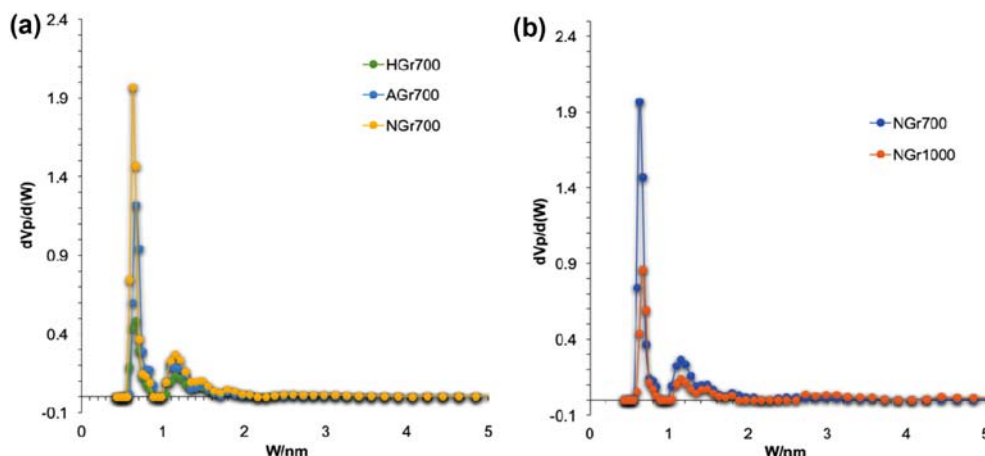 (a)
2.4
1.9
1.4
0.9
0.4
-0.1
dVp/d(W)
HGr700
AGr700
NGr700
0 1 2 3 4 5
W/nm
(b)
2.4
1.9
1.4
0.9
0.4
-0.1
dVp/d(W)
NGr700
NGr1000
0 1 2 3 4 5
W/nm